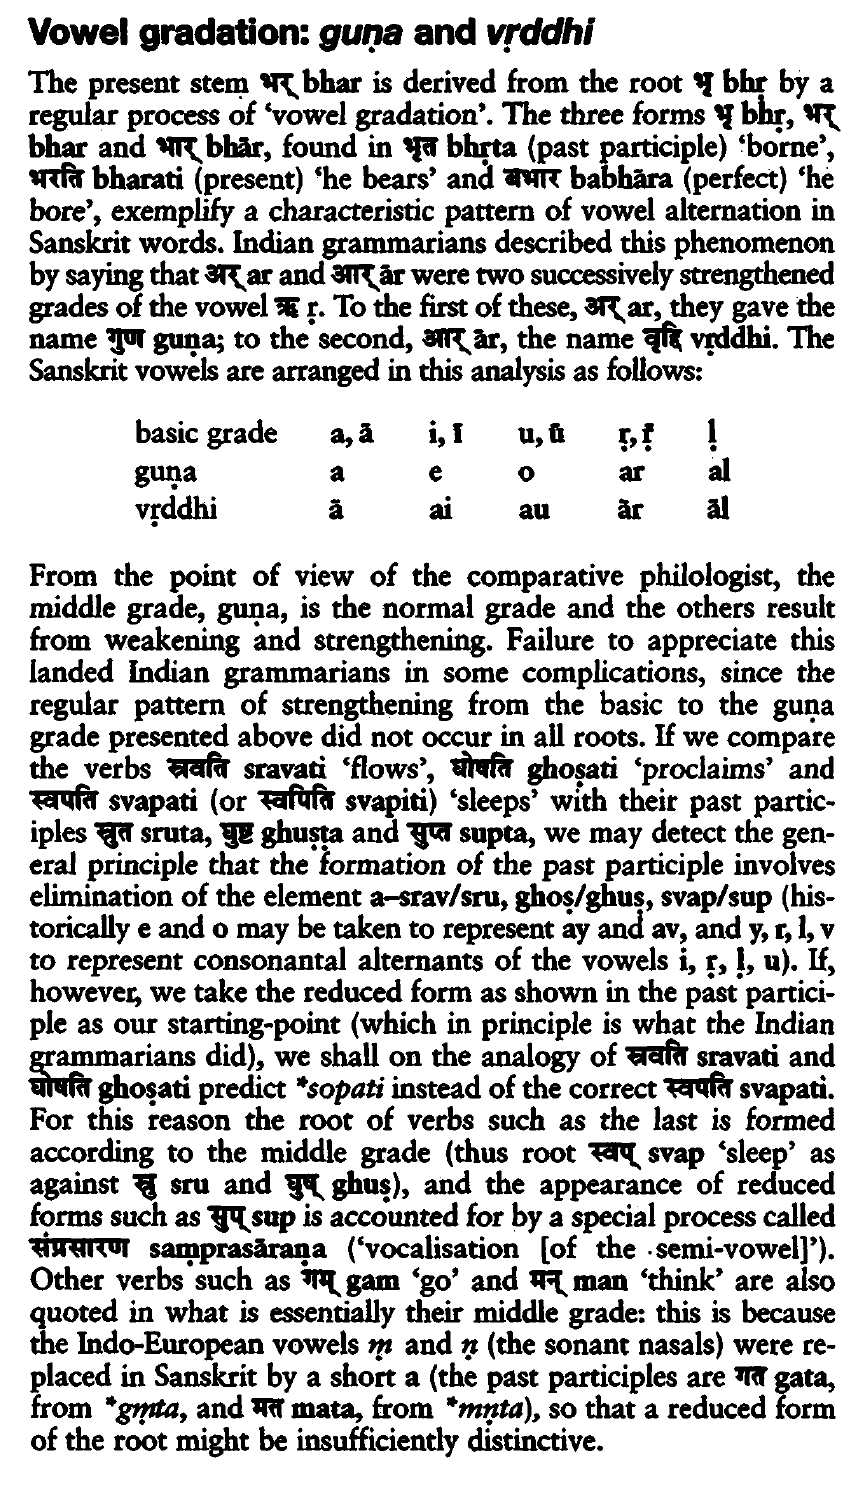 Vowel gradation: guṇa and vṛddhi
The present stem भर् bhar is derived from the root भृ bhṛ by a
regular process of ‘vowel gradation’. The three forms भृ bhṛ, भर्
bhar and भार् bhār, found in भृत bhṛta (past participle) ‘borne’,
भरति bharati (present) ‘he bears’ and बभार babhāra (perfect) ‘he
bore’, exemplify a characteristic pattern of vowel alternation in
Sanskrit words. Indian grammarians described this phenomenon
by saying that अर् ar and आर् ār were two successively strengthened
grades of the vowel ऋ ṛ. To the first of these, अर् ar, they gave the
name गुण guṇa; to the second, आर् ār, the name वृद्धि vṛddhi. The
Sanskrit vowels are arranged in this analysis as follows:
basic grade a, ā i, ī u, ū ṛ, ṝ ḷ
guṇa a e o ar al
vṛddhi ā ai au ār āl
From the point of view of the comparative philologist, the
middle grade, guṇa, is the normal grade and the others result
from weakening and strengthening. Failure to appreciate this
landed Indian grammarians in some complications, since the
regular pattern of strengthening from the basic to the guṇa
grade presented above did not occur in all roots. If we compare
the verbs स्रवति sravati ‘flows’, घोषति ghoṣati ‘proclaims’ and
स्वपति svapati (or स्वपिति svapiti) ‘sleeps’ with their past partic-
iples स्रुत sruta, घुष्ट ghuṣṭa and सुप्त supta, we may detect the gen-
eral principle that the formation of the past participle involves
elimination of the element a–srav/sru, ghoṣ/ghuṣ, svap/sup (his-
torically e and o may be taken to represent ay and av, and y, r, l, v
to represent consonantal alternants of the vowels i, ṛ, ḷ, u). If,
however, we take the reduced form as shown in the past partici-
ple as our starting-point (which in principle is what the Indian
grammarians did), we shall on the analogy of स्रवति sravati and
घोषति ghoṣati predict *sopati instead of the correct स्वपति svapati.
For this reason the root of verbs such as the last is formed
according to the middle grade (thus root स्वप् svap ‘sleep’ as
against स्रु sru and घुष् ghuṣ), and the appearance of reduced
forms such as सुप् sup is accounted for by a special process called
संप्रसारण saṃprasāraṇa (‘vocalisation [of the semi-vowel]’).
Other verbs such as गम् gam ‘go’ and मन् man ‘think’ are also
quoted in what is essentially their middle grade: this is because
the Indo-European vowels ṃ and ṇ (the sonant nasals) were re-
placed in Sanskrit by a short a (the past participles are गत gata,
from *gṃta, and मत mata, from *mṇta), so that a reduced form
of the root might be insufficiently distinctive.